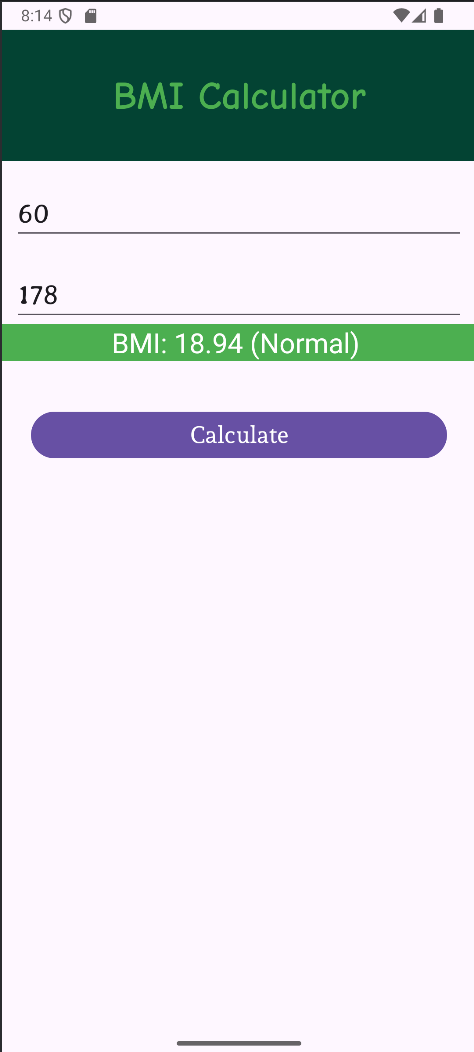 8:14
BMI Calculator
60
178
BMI: 18.94 (Normal)
Calculate